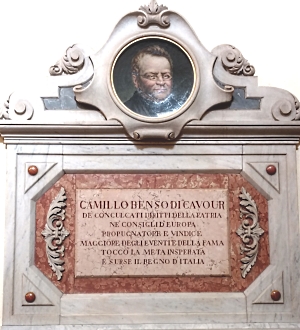 CAMILLO BENSO DI CAVOUR
DE' CONCULCATI DIRITTI DELLA PATRIA
NE' CONSIGLI D'EUROPA
PROPUGNATORE E VINDICE
MAGGIORE DEGLI EVENTI E DELLA FAMA
TOCCÒ LA META INSPERATA
E SURSE IL REGNO D'ITALIA